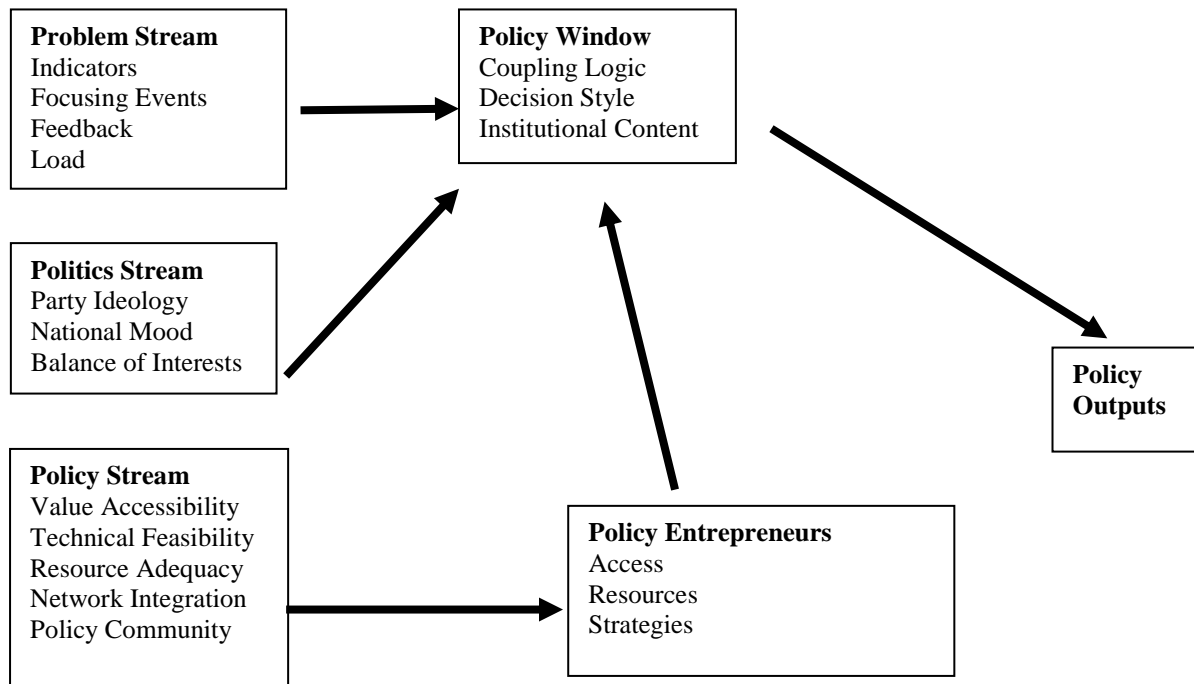 Problem Stream
Indicators
Focusing Events
Feedback
Load
Policy Window
Coupling Logic
Decision Style
Institutional Content
Politics Stream
Party Ideology
National Mood
Balance of Interests
Policy
Outputs
Policy Stream
Value Accessibility
Technical Feasibility
Resource Adequacy
Network Integration
Policy Community
Policy Entrepreneurs
Access
Resources
Strategies